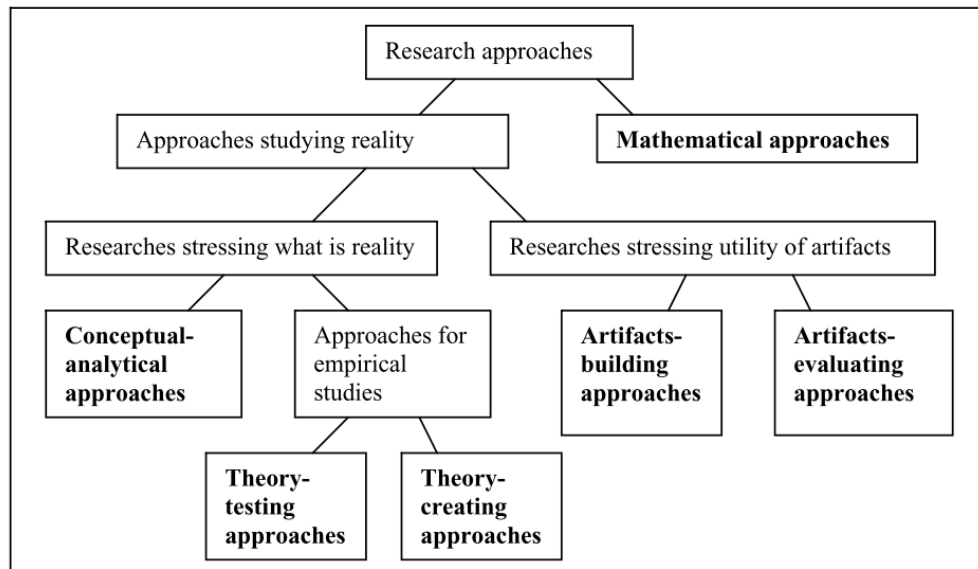 Research approaches
Approaches studying reality
Mathematical approaches
Researches stressing what is reality
Researches stressing utility of artifacts
Conceptual-
analytical
approaches
Approaches for
empirical
studies
Artifacts-
building
approaches
Artifacts-
evaluating
approaches
Theory-
testing
approaches
Theory-
creating
approaches